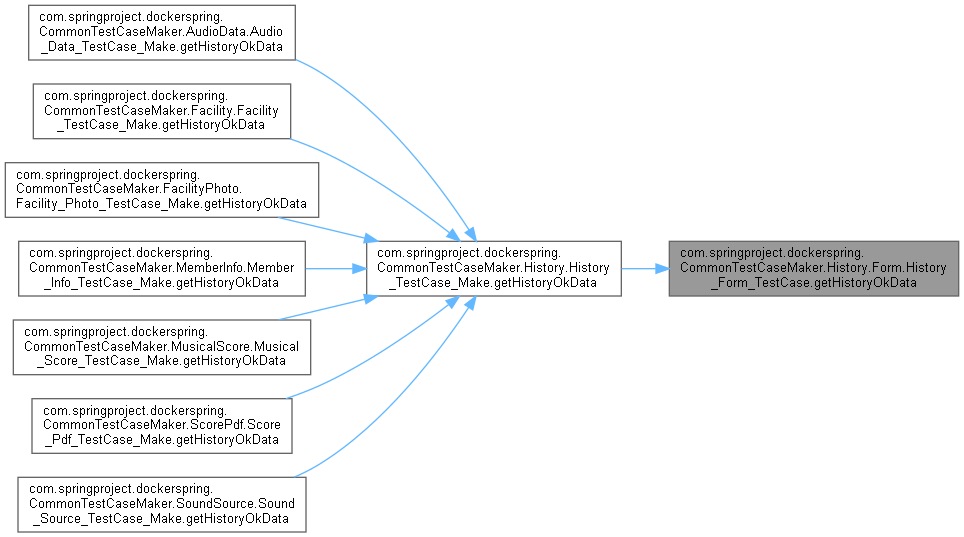 com.springproject.dockerspring.
CommonTestCaseMaker.AudioData.Audio
_Data_TestCase_Make.getHistoryOkData
com.springproject.dockerspring.
CommonTestCaseMaker.Facility.Facility
_TestCase_Make.getHistoryOkData
com.springproject.dockerspring.
CommonTestCaseMaker.FacilityPhoto.
Facility_Photo_TestCase_Make.getHistoryOkData
com.springproject.dockerspring.
CommonTestCaseMaker.MemberInfo.Member
_Info_TestCase_Make.getHistoryOkData
com.springproject.dockerspring.
CommonTestCaseMaker.MusicalScore.Musical
_Score_TestCase_Make.getHistoryOkData
com.springproject.dockerspring.
CommonTestCaseMaker.ScorePdf.Score
_Pdf_TestCase_Make.getHistoryOkData
com.springproject.dockerspring.
CommonTestCaseMaker.SoundSource.Sound
_Source_TestCase_Make.getHistoryOkData
com.springproject.dockerspring.
CommonTestCaseMaker.History.History
_TestCase_Make.getHistoryOkData
com.springproject.dockerspring.
CommonTestCaseMaker.History.Form.History
_Form_TestCase.getHistoryOkData